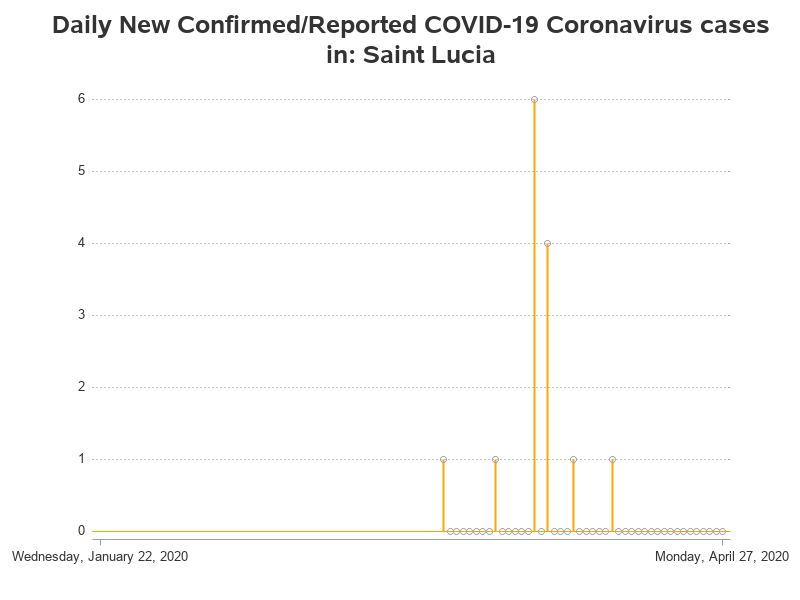 Daily New Confirmed/Reported COVID-19 Coronavirus cases
in: Saint Lucia
6
5
4
3
2
1
0
Wednesday, January 22, 2020
Monday, April 27, 2020